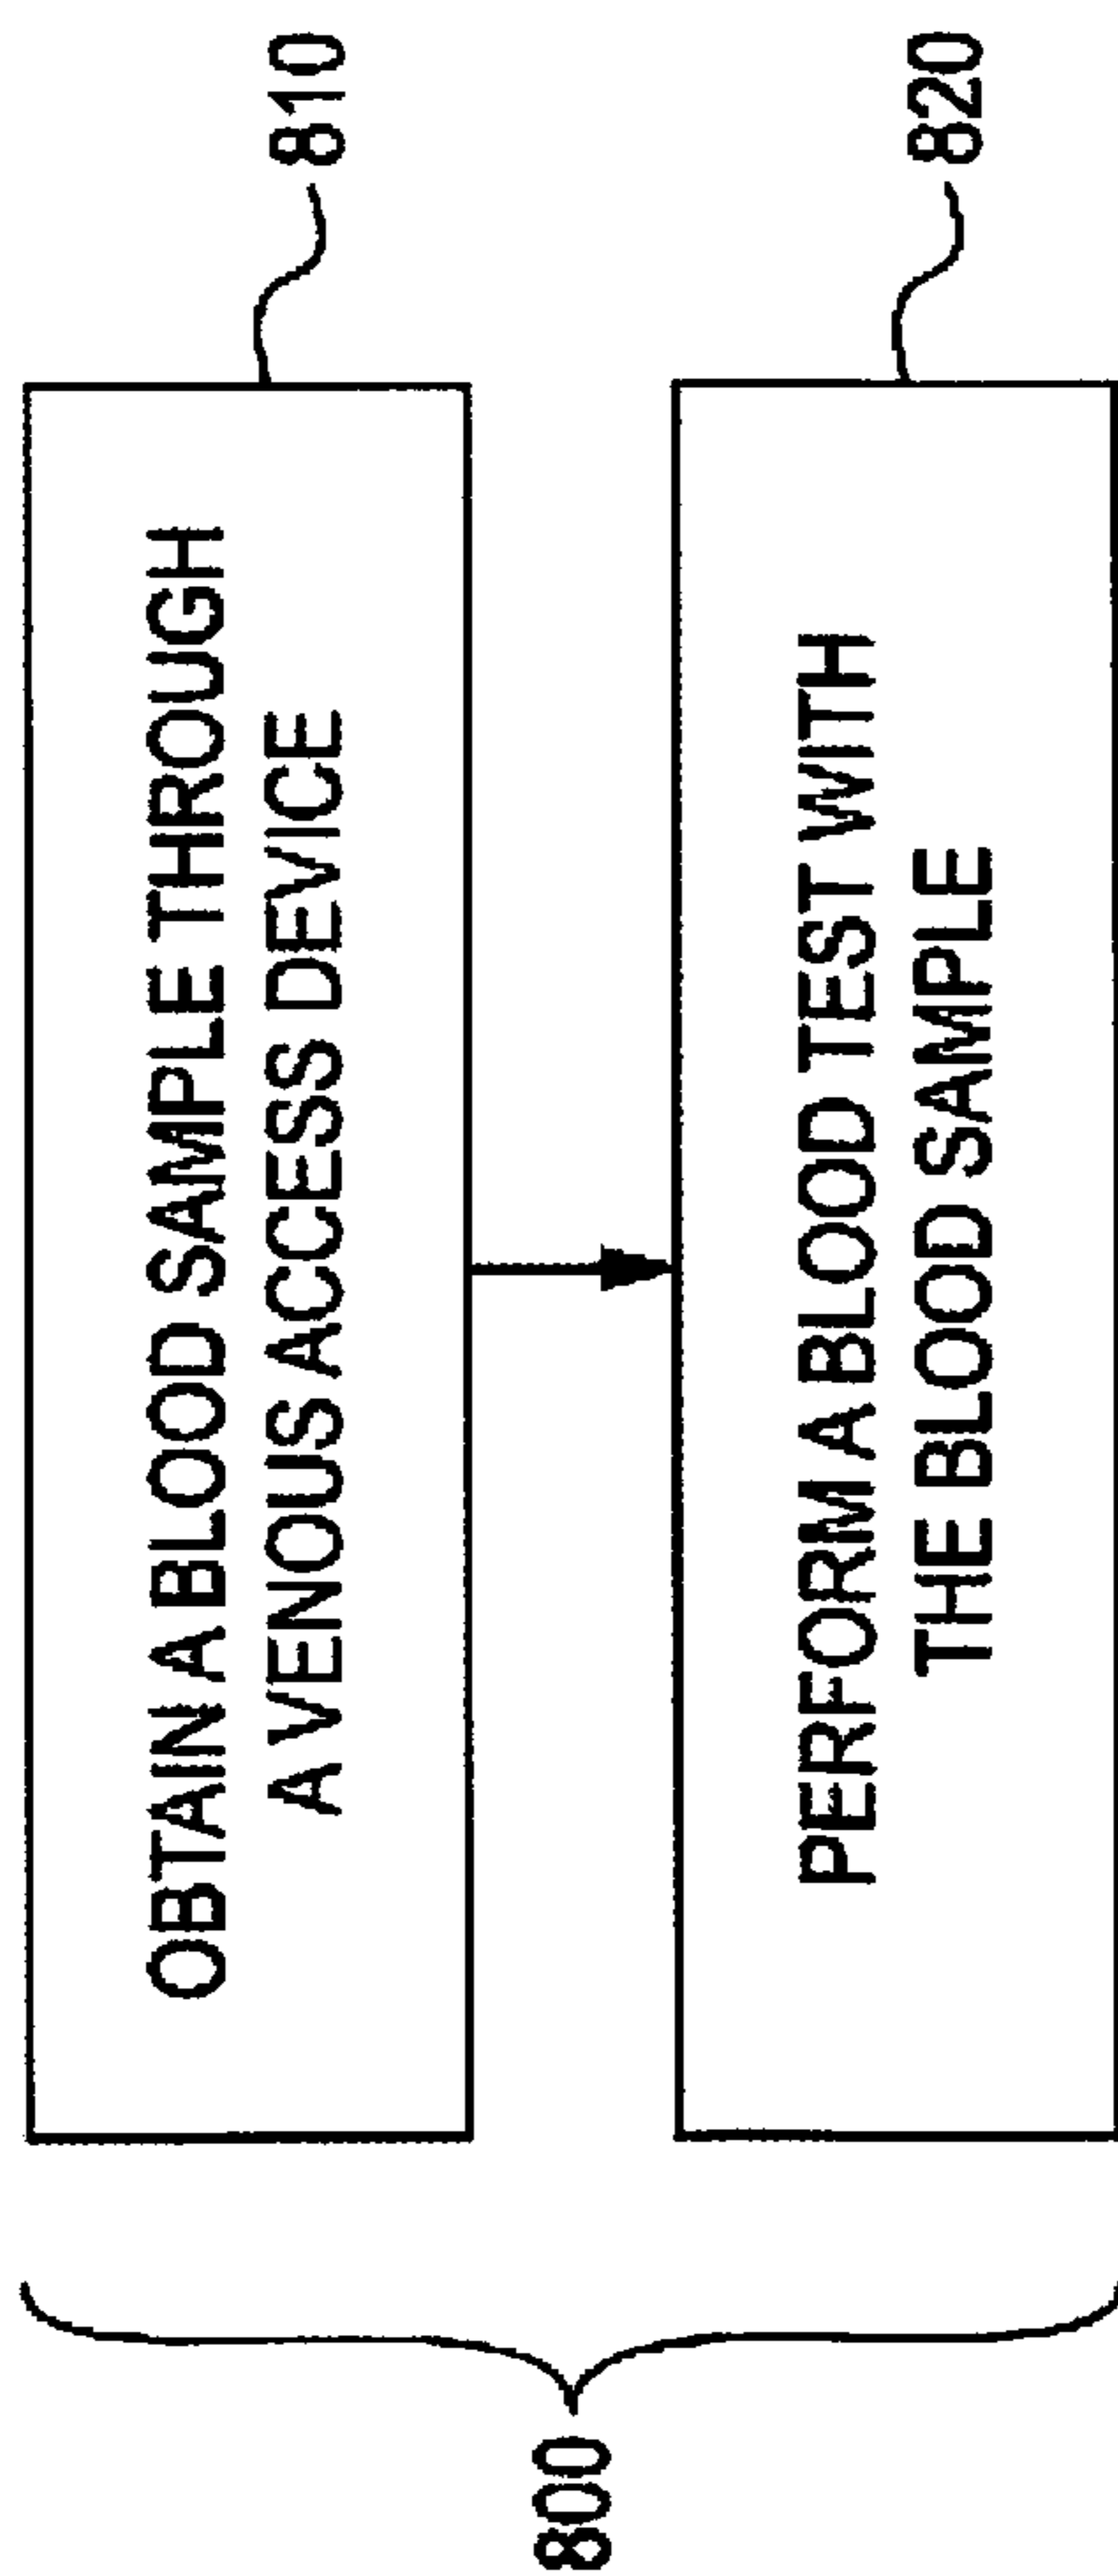 800
OBTAIN A BLOOD SAMPLE THROUGH
A VENOUS ACCESS DEVICE
810
PERFORM A BLOOD TEST WITH
THE BLOOD SAMPLE
820